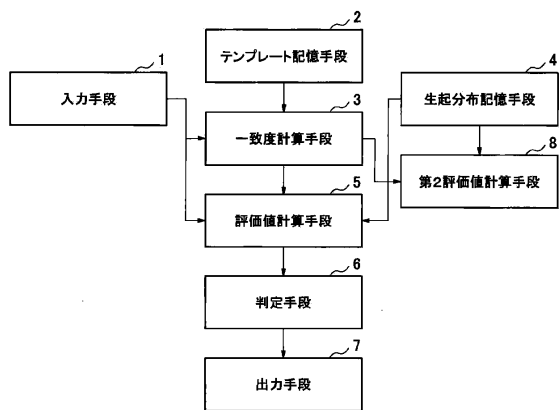 2
テンプレート記憶手段
1
入力手段
4
生起分布記憶手段
3
一致度計算手段
8
第2評価値計算手段
5
評価値計算手段
6
判定手段
7
出力手段